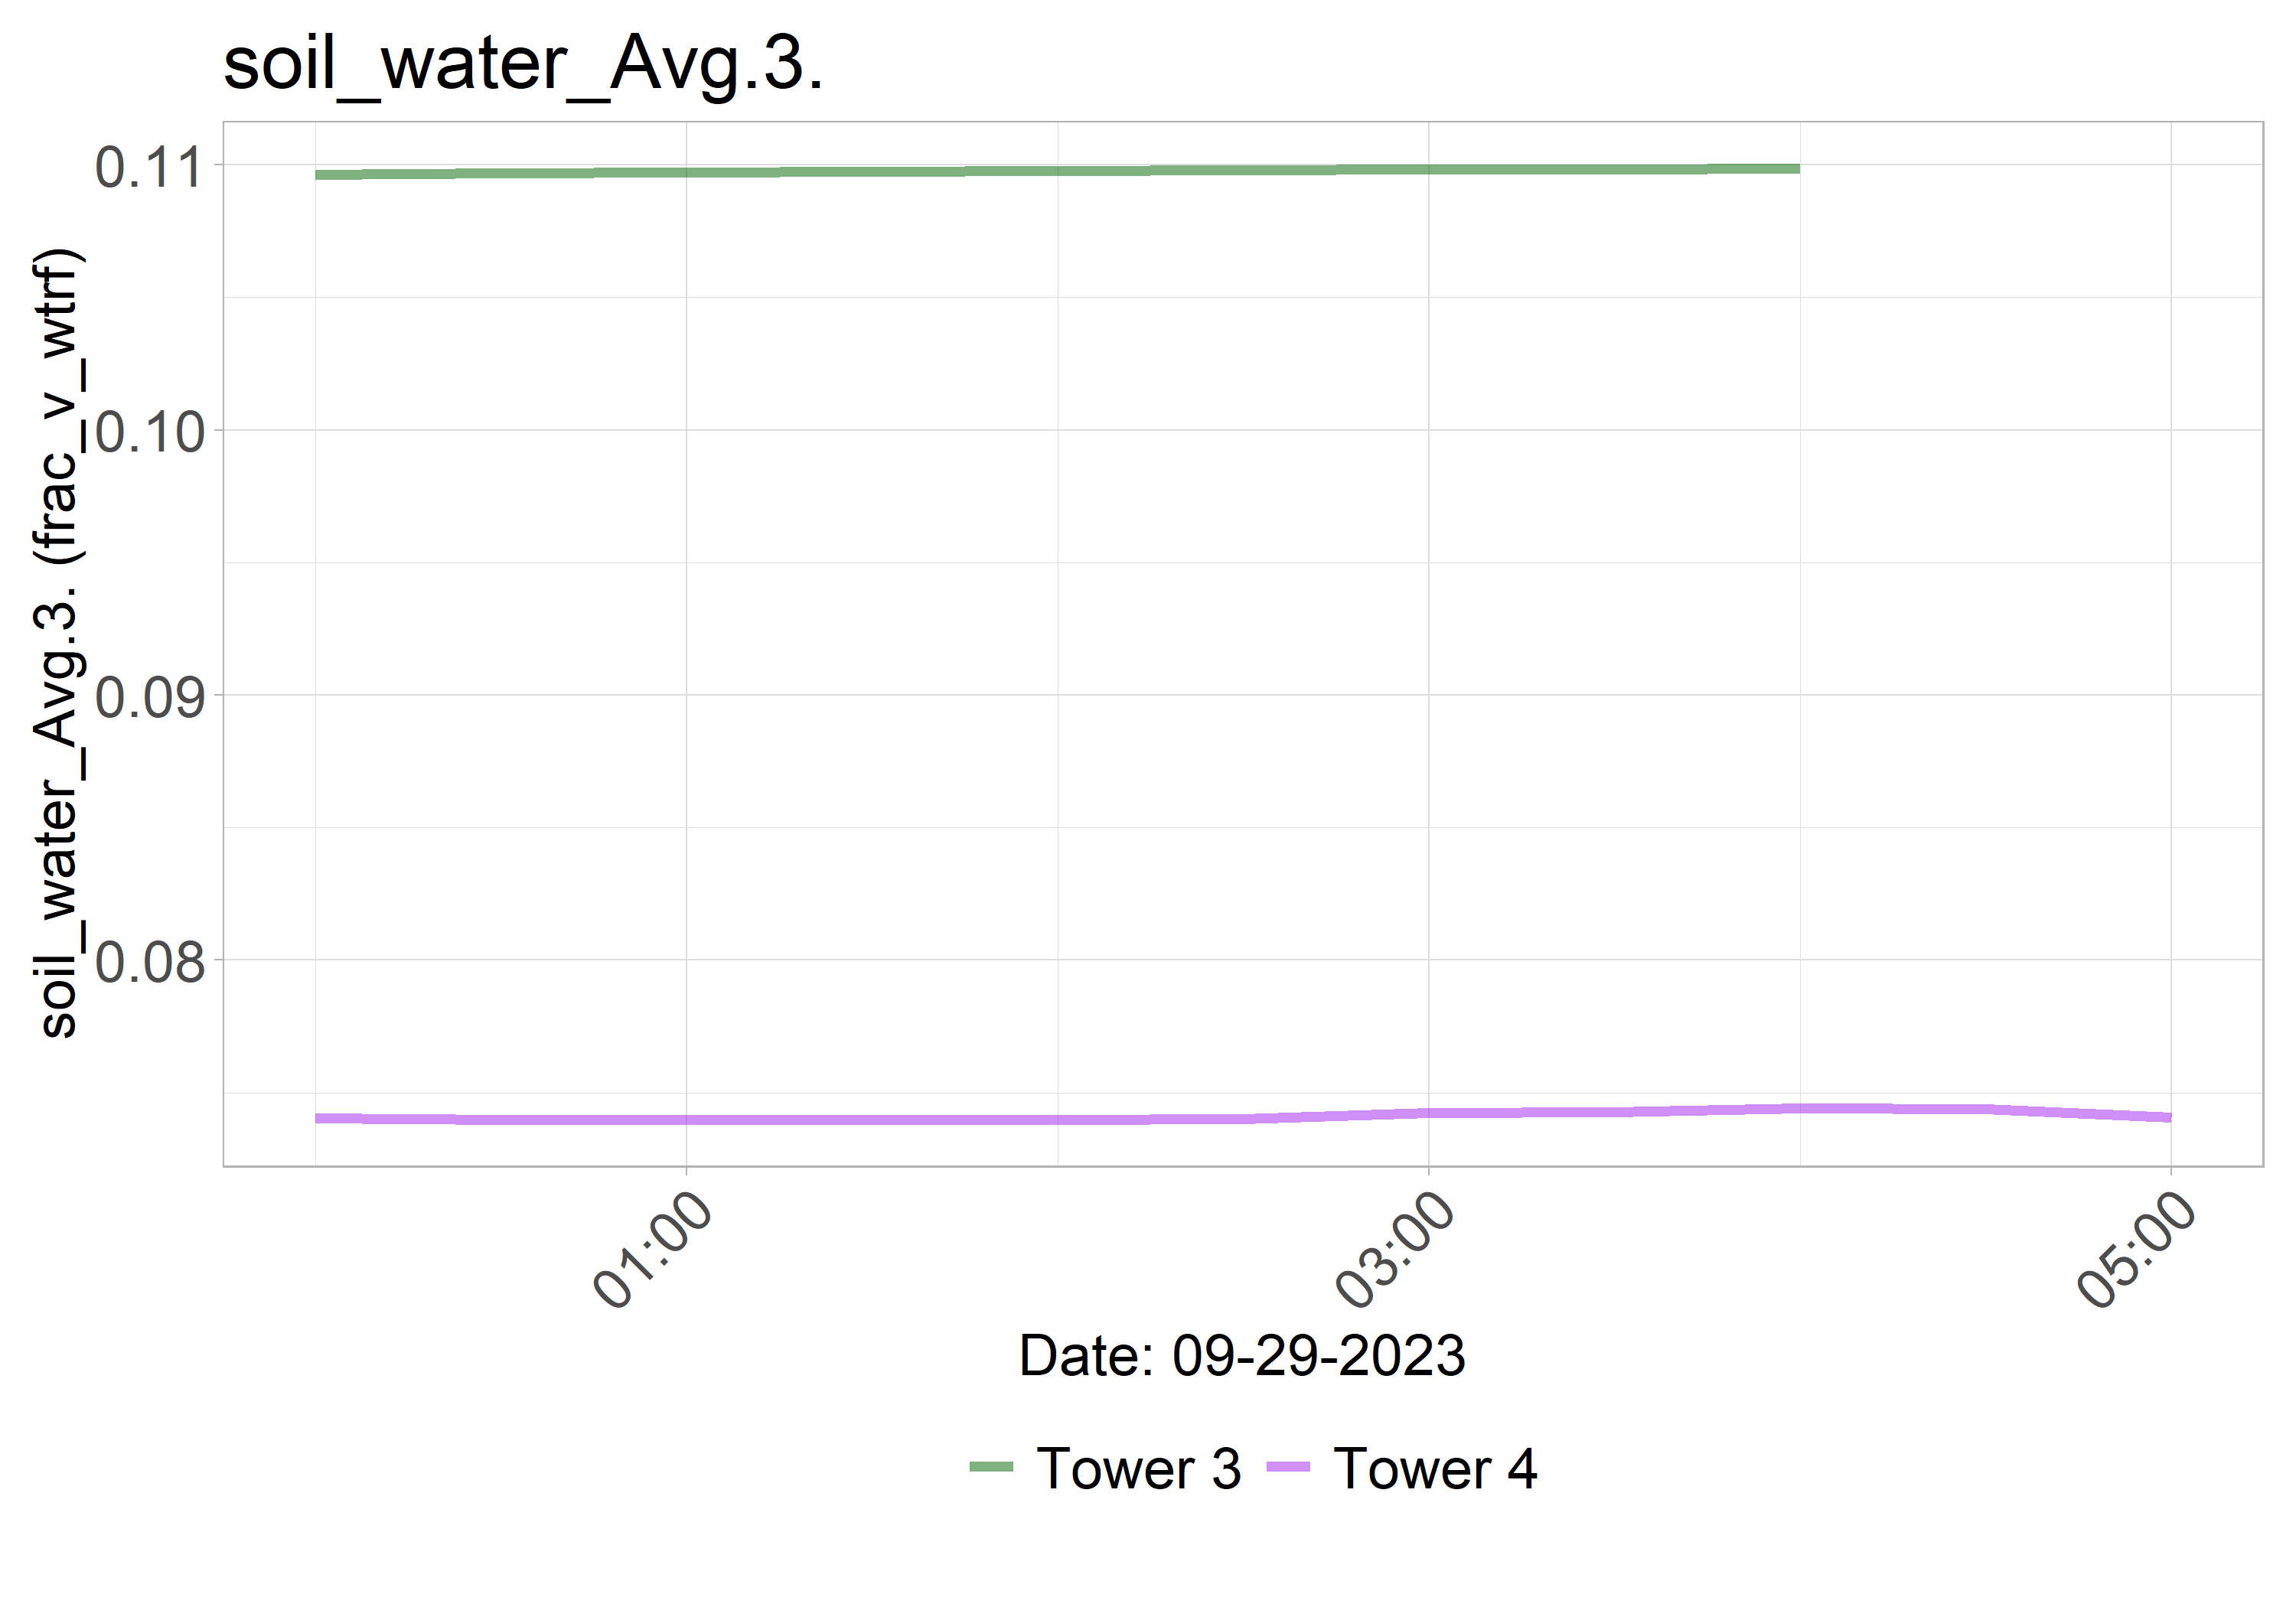 soil_water_Avg.3.
soil_water_Avg.3. (frac_v_wtrf)
0.11
0.10
0.09
0.08
01:00
03:00
05:00
Date: 09-29-2023
Tower 3
Tower 4